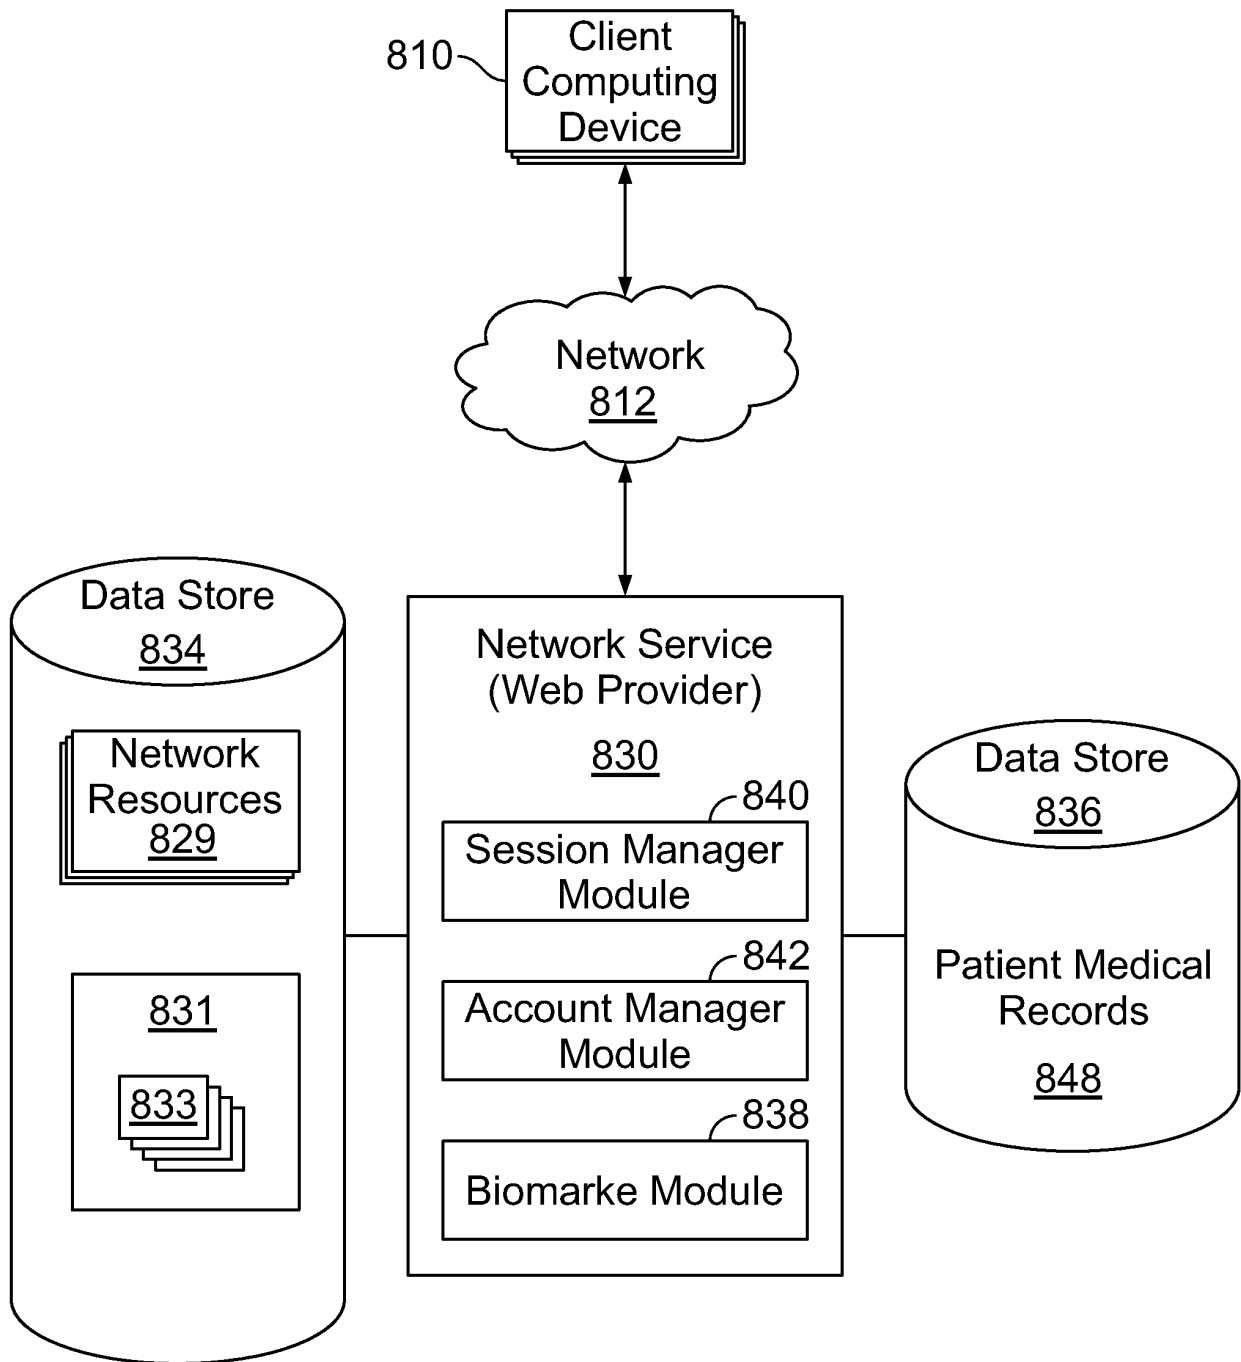 810
Client
Computing
Device
Network
812
Data Store
834
Network
Resources
829
831
833
Network Service
(Web Provider)
830
840
Session Manager
Module
842
Account Manager
Module
838
Biomarke Module
Data Store
836
Patient Medical
Records
848